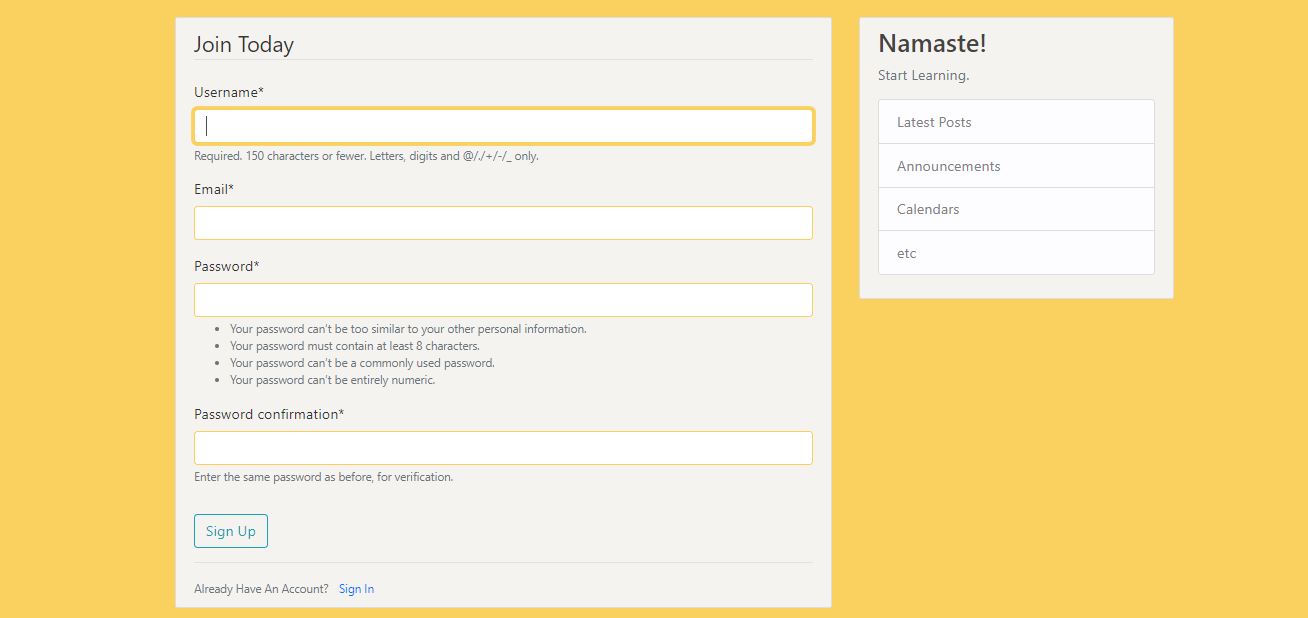 Join Today
Username*
Required. 150 characters or fewer. Letters, digits and @/./+/-/_ only.
Email*
Password*
Your password can't be too similar to your other personal information.
Your password must contain at least 8 characters.
Your password can't be a commonly used password.
Your password can't be entirely numeric.
Password confirmation*
Enter the same password as before, for verification.
Sign Up
Already Have An Account? Sign In
Namaste!
Start Learning.
Latest Posts
Announcements
Calendars
etc